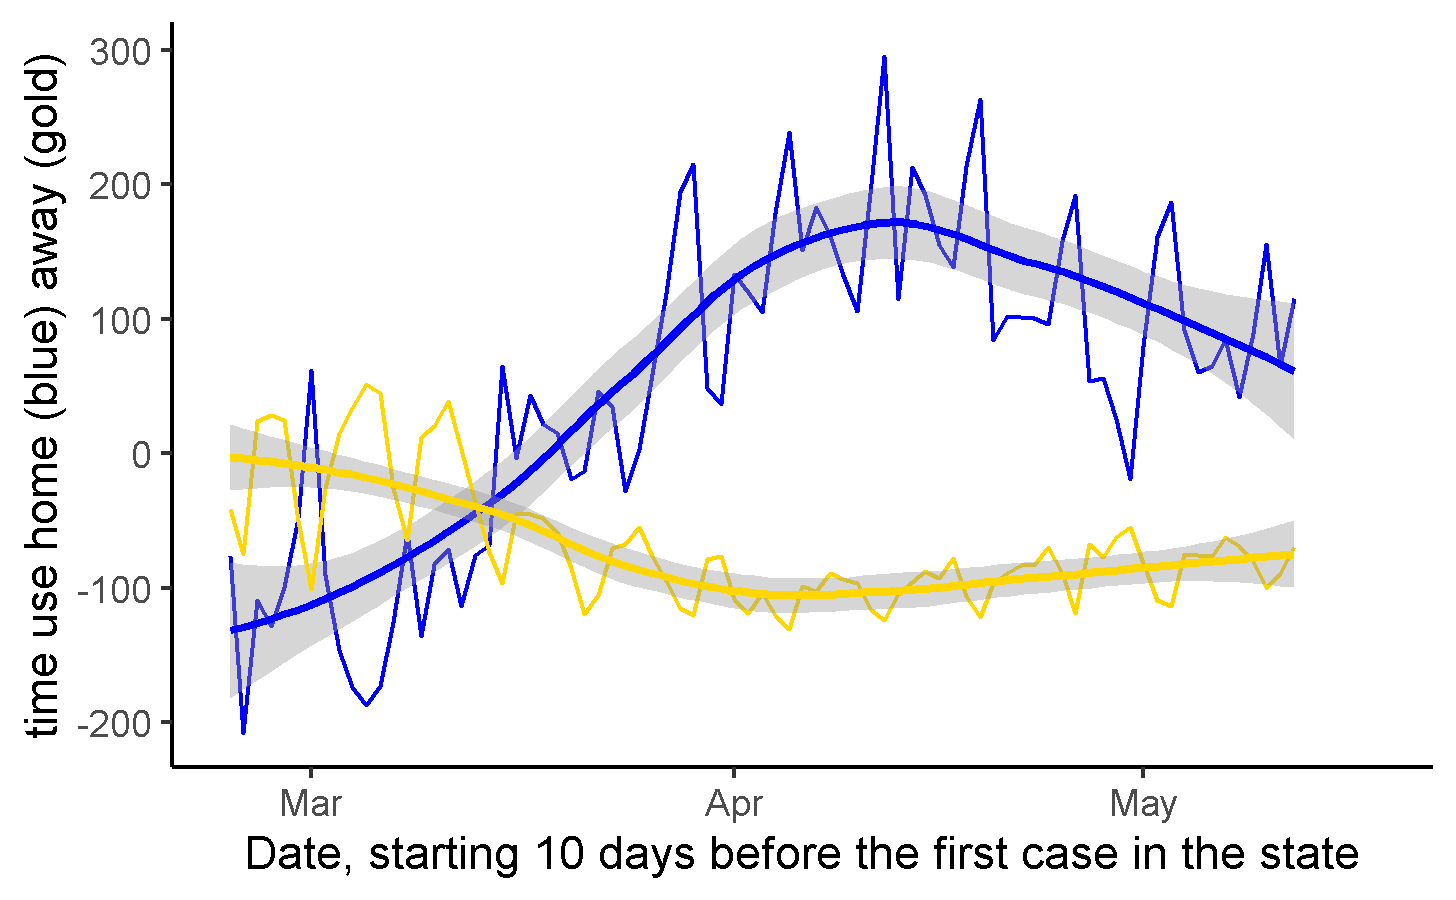 time use home (blue) away (gold)
300
200
100
0
-100
-200
Mar
Apr
May
Date, starting 10 days before the first case in the state